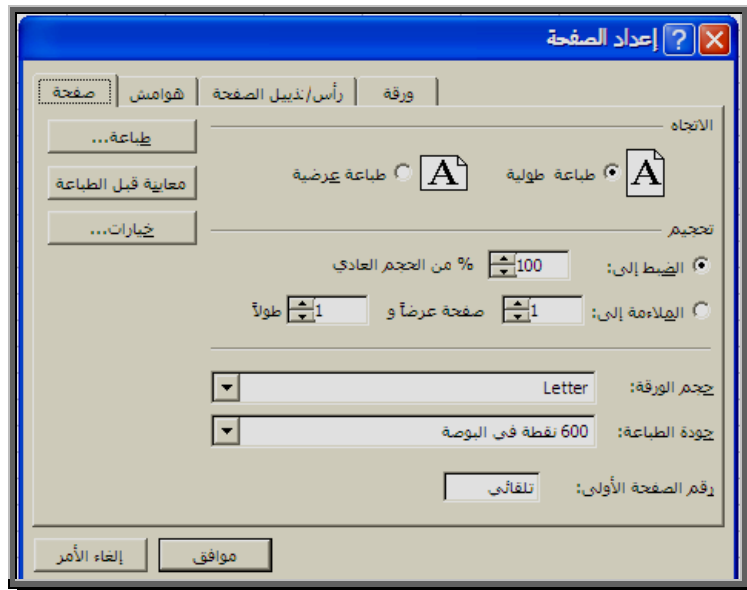 إعداد الصفحة
صفحة هوامش رأس/تذييل الصفحة ورقة
الاتجاه
A طباعة طولية A طباعة عرضية
طباعة...
معاينة قبل الطباعة
خيارات...
تحجيم
الضبط إلى: 100 % من الحجم العادي
الملاءمة إلى: 1 صفحة عرضاً و 1 طولاً
حجم الورقة: Letter
جودة الطباعة: 600 نقطة في البوصة
رقم الصفحة الأولى: تلقائي
موافق إلغاء الأمر